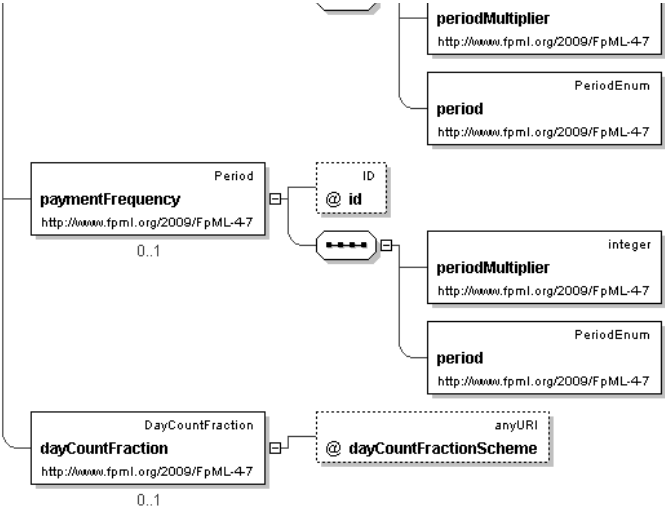 periodMultiplier
http://www.fpml.org/2009/FpML-4-7
PeriodEnum
period
http://www.fpml.org/2009/FpML-4-7
Period
paymentFrequency
http://www.fpml.org/2009/FpML-4-7
0..1
ID
@ id
integer
periodMultiplier
http://www.fpml.org/2009/FpML-4-7
PeriodEnum
period
http://www.fpml.org/2009/FpML-4-7
DayCountFraction
dayCountFraction
http://www.fpml.org/2009/FpML-4-7
0..1
anyURI
@ dayCountFractionScheme